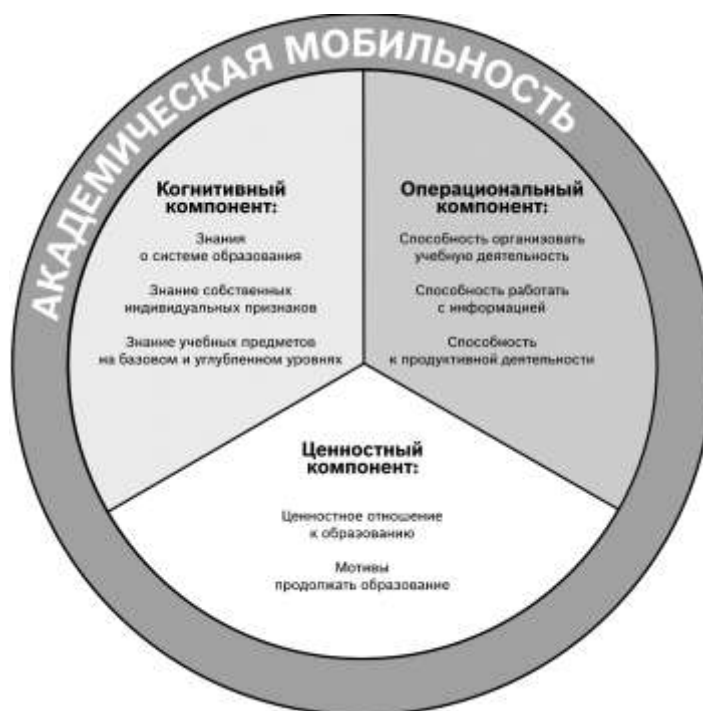 АКАДЕМИЧЕСКАЯ МОБИЛЬНОСТЬ
Когнитивный
компонент:
Знания
о системе образования
Знание собственных
индивидуальных признаков
Знание учебных предметов
на базовом и углубленном уровнях
Операциональный
компонент:
Способность организовать
учебную деятельность
Способность работать
с информацией
Способность
к продуктивной деятельности
Ценностный
компонент:
Ценностное отношение
к образованию
Мотивы
продолжать образование